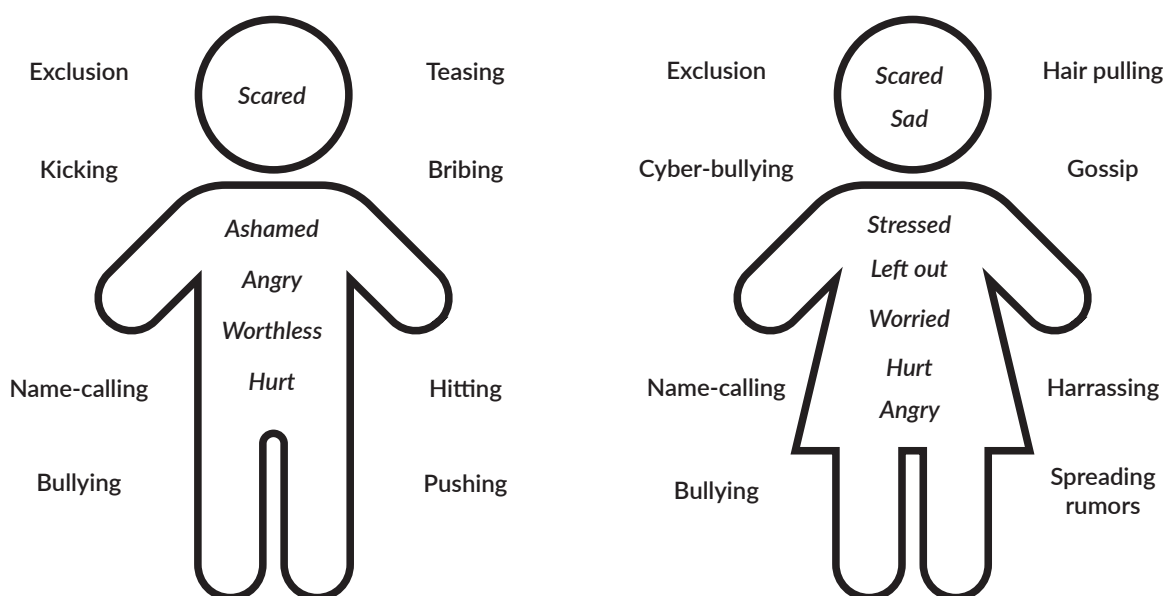 Exclusion
Scared
Teasing
Kicking
Bribing
Ashamed
Angry
Worthless
Hurt
Name-calling
Hitting
Bullying
Pushing
Exclusion
Scared
Sad
Hair pulling
Cyber-bullying
Gossip
Stressed
Left out
Worried
Hurt
Angry
Name-calling
Harrassing
Bullying
Spreading
rumors